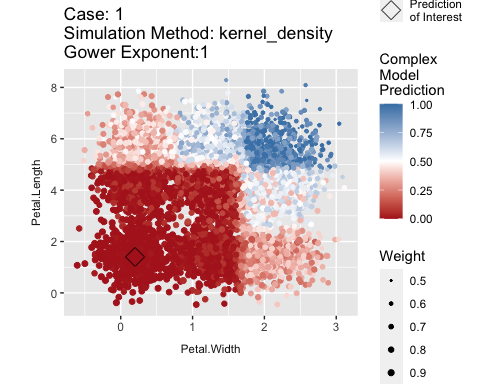 Case: 1
Simulation Method: kernel_density
Gower Exponent:1
Prediction
of Interest
Complex
Model
Prediction
1.00
0.75
0.50
0.25
0.00
Weight
0.5
0.6
0.7
0.8
0.9
8
6
4
2
0
Petal.Length
0
1
2
3
Petal.Width